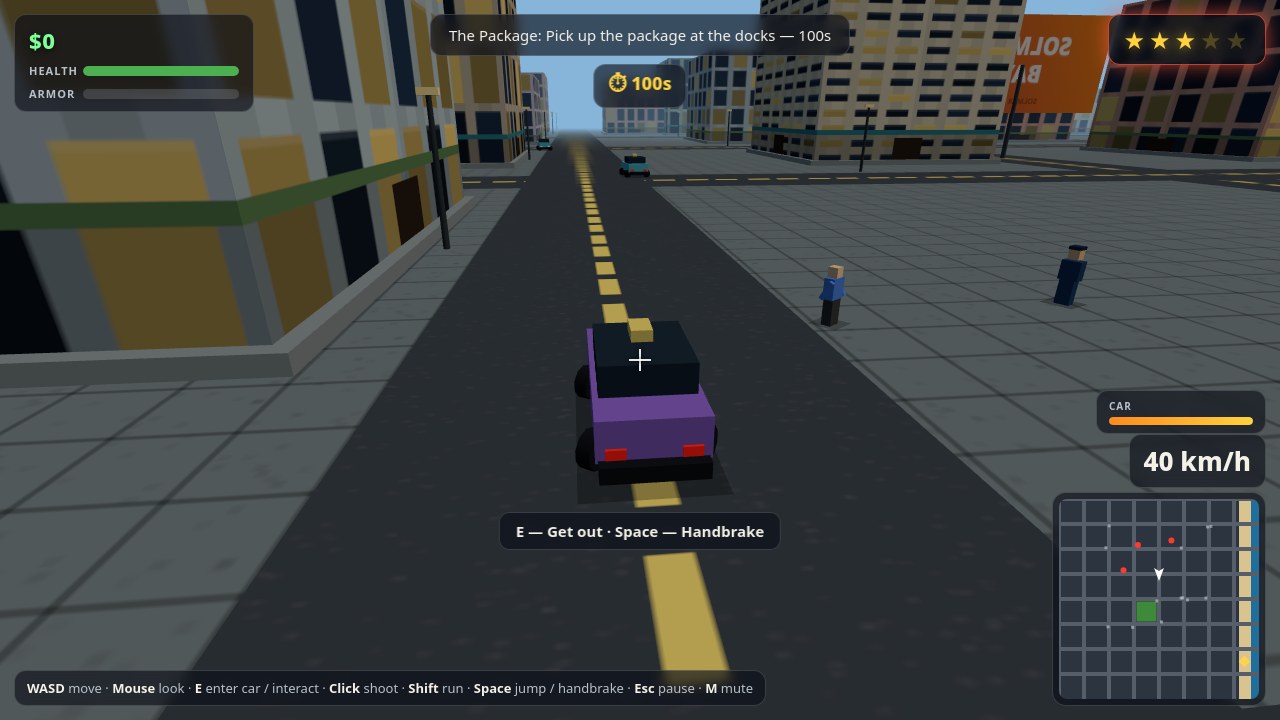 $0
HEALTH
ARMOR
The Package: Pick up the package at the docks — 100s
⏱ 100s
★★★★★
CAR
40 km/h
E — Get out · Space — Handbrake
WASD move · Mouse look · E enter car / interact · Click shoot · Shift run · Space jump / handbrake · Esc pause · M mute